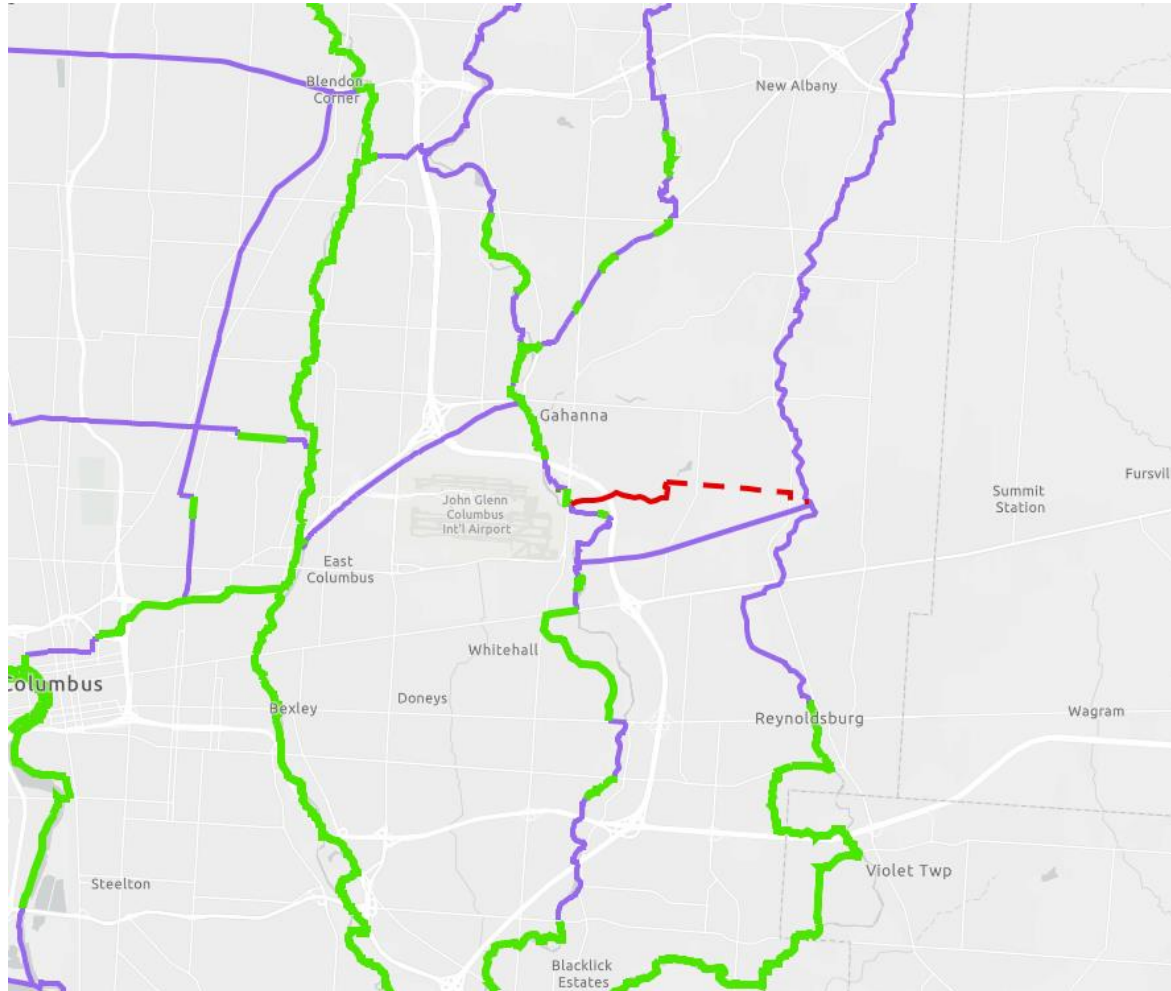 Blendon
Corner
New Albany
Gahanna
John Glenn
Columbus
Int'l Airport
Summit
Station
Fursvil
East
Columbus
Whitehall
Columbus
Doneys
Bexley
Reynoldsburg
Wagram
Steelton
Violet Twp
Blacklick
Estates